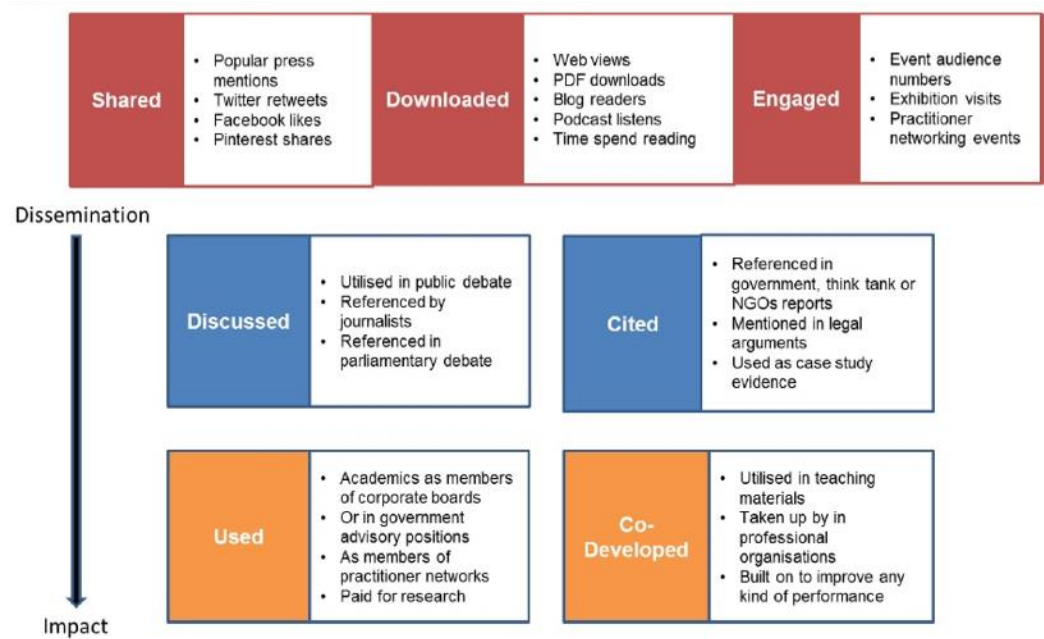 Shared
• Popular press
mentions
• Twitter retweets
• Facebook likes
• Pinterest shares
Downloaded
• Web views
• PDF downloads
• Blog readers
• Podcast listens
• Time spend reading
Engaged
• Event audience
numbers
• Exhibition visits
• Practitioner
networking events
Dissemination
Discussed
• Utilised in public debate
• Referenced by
journalists
• Referenced in
parliamentary debate
Cited
• Referenced in
government, think tank or
NGOs reports
• Mentioned in legal
arguments
• Used as case study
evidence
Used
• Academics as members
of corporate boards
• Or in government
advisory positions
• As members of
practitioner networks
• Paid for research
Co-
Developed
• Utilised in teaching
materials
• Taken up by in
professional
organisations
• Built on to improve any
kind of performance
Impact